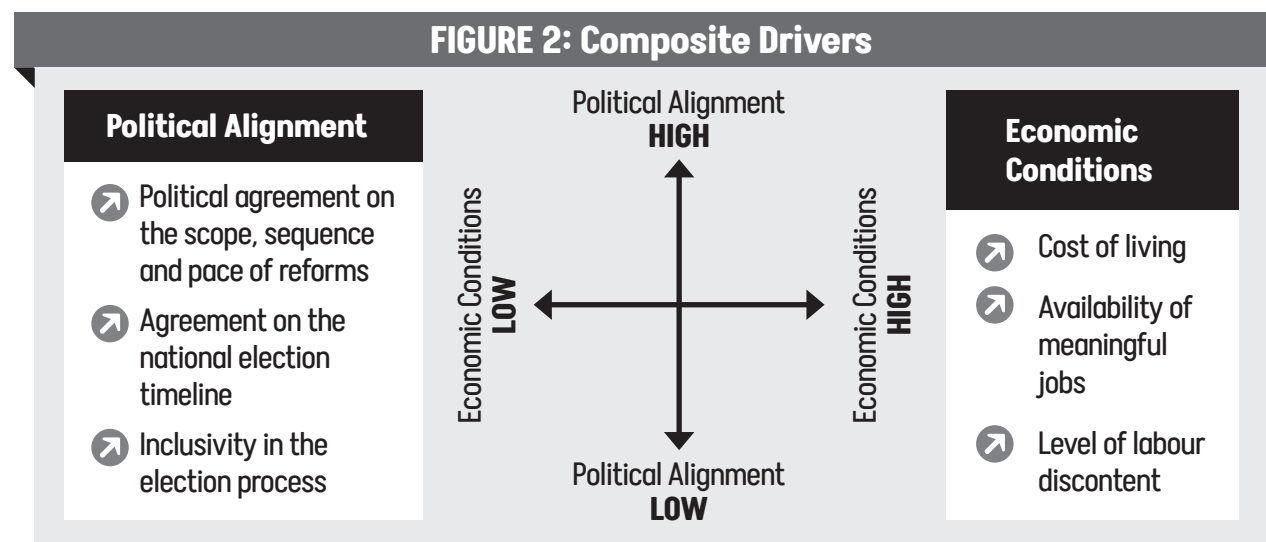 FIGURE 2: Composite Drivers
Political Alignment
Political agreement on
the scope, sequence
and pace of reforms
Agreement on the
national election
timeline
Inclusivity in the
election process
Political Alignment
HIGH
Economic Conditions
LOW
Economic Conditions
HIGH
Political Alignment
LOW
Economic
Conditions
Cost of living
Availability of
meaningful
jobs
Level of labour
discontent